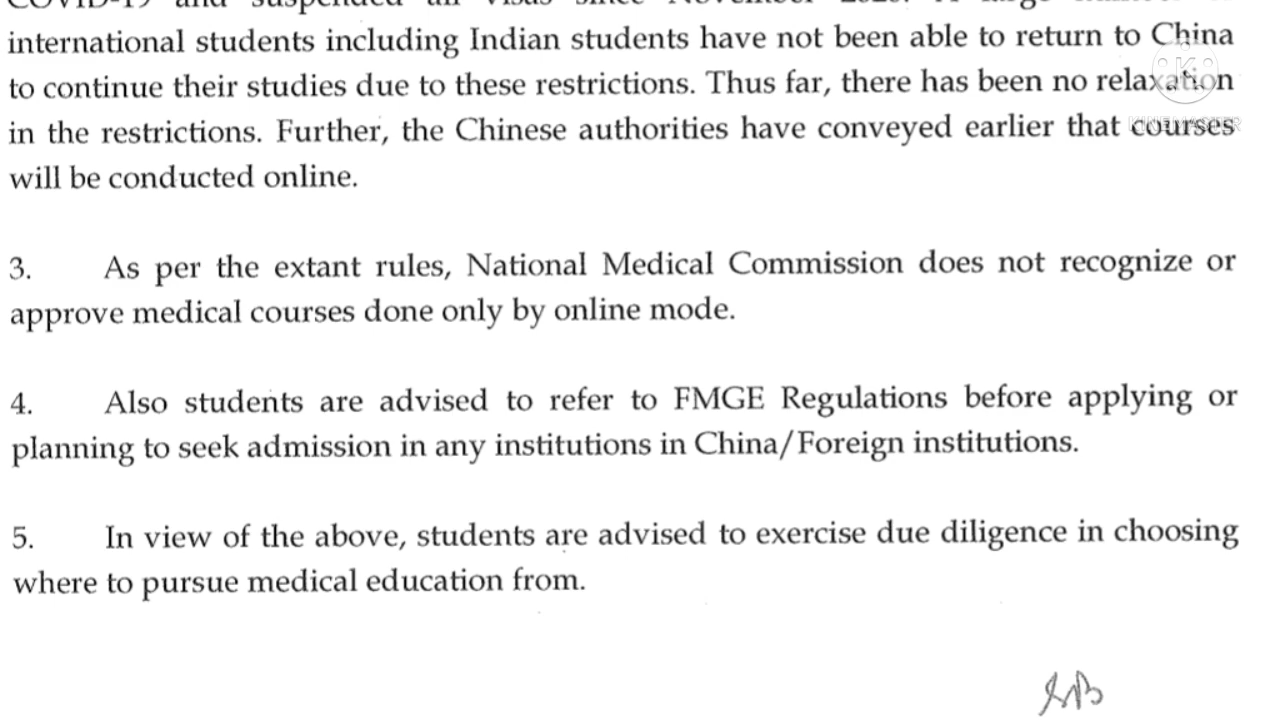 international students including Indian students have not been able to return to China
to continue their studies due to these restrictions. Thus far, there has been no relaxation
in the restrictions. Further, the Chinese authorities have conveyed earlier that courses
will be conducted online.
3. As per the extant rules, National Medical Commission does not recognize or
approve medical courses done only by online mode.
4. Also students are advised to refer to FMGE Regulations before applying or
planning to seek admission in any institutions in China/Foreign institutions.
5. In view of the above, students are advised to exercise due diligence in choosing
where to pursue medical education from.
KINEMASTER